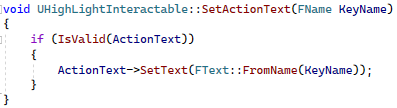 void UHighLightInteractable::SetActionText(FName KeyName)
{
    if (IsValid(ActionText))
    {
        ActionText->SetText(FText::FromName(KeyName));
    }
}